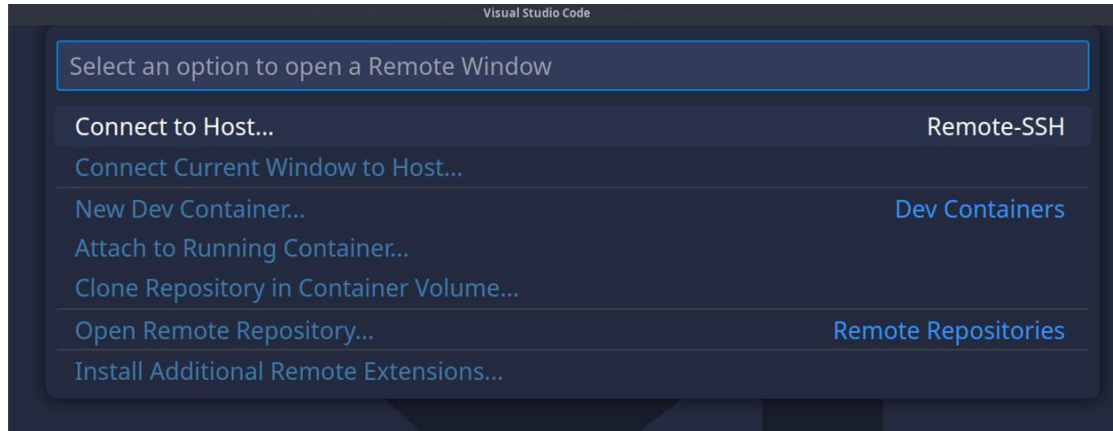 Visual Studio Code
Select an option to open a Remote Window
Connect to Host... Remote-SSH
Connect Current Window to Host...
New Dev Container... Dev Containers
Attach to Running Container...
Clone Repository in Container Volume...
Open Remote Repository... Remote Repositories
Install Additional Remote Extensions...